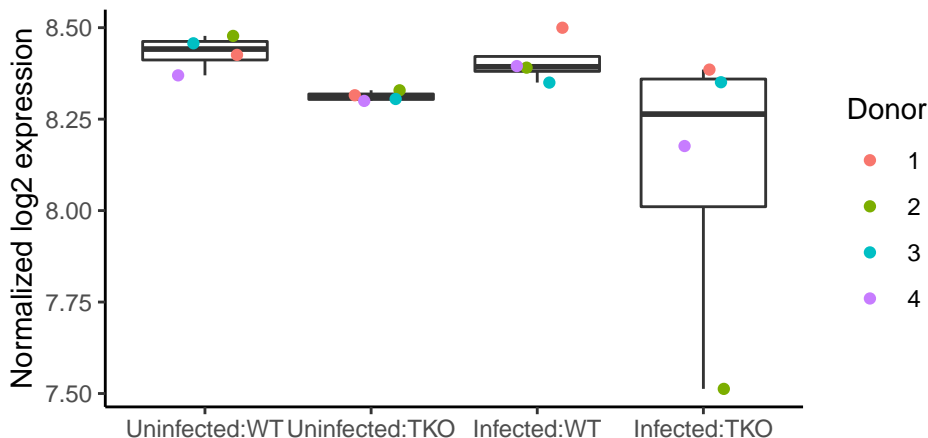 Normalized log2 expression
8.50
8.25
8.00
7.75
7.50
Uninfected:WT
Uninfected:TKO
Infected:WT
Infected:TKO
Donor
1
2
3
4